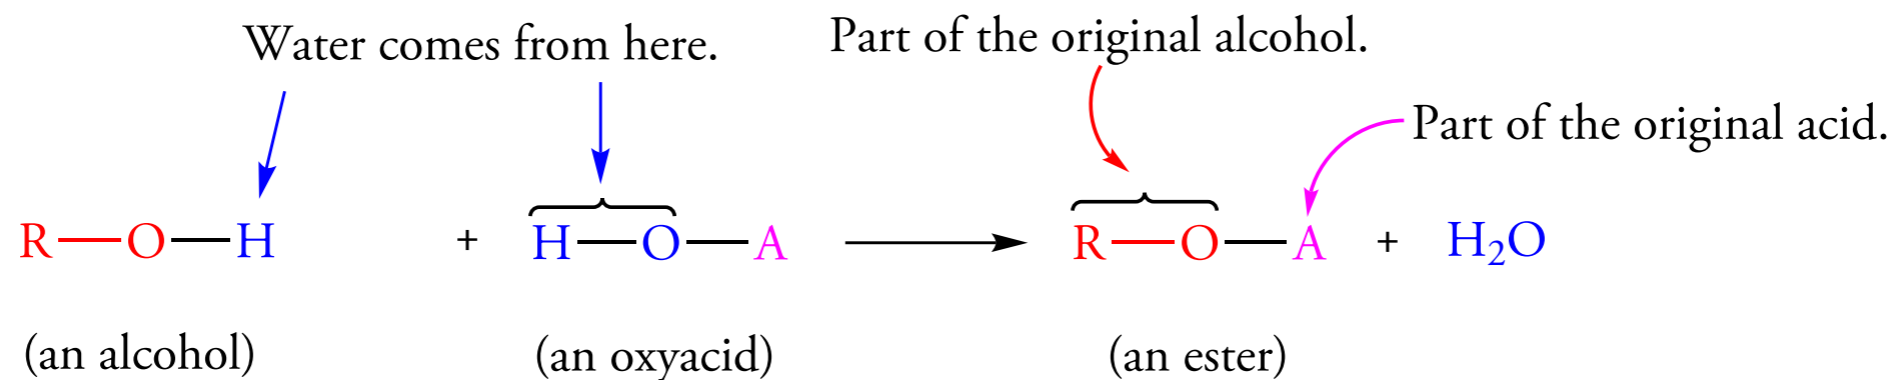 Water comes from here. Part of the original alcohol.
Part of the original acid.
R—O—H + H—O—A R—O—A + H₂O
(an alcohol) (an oxyacid) (an ester)